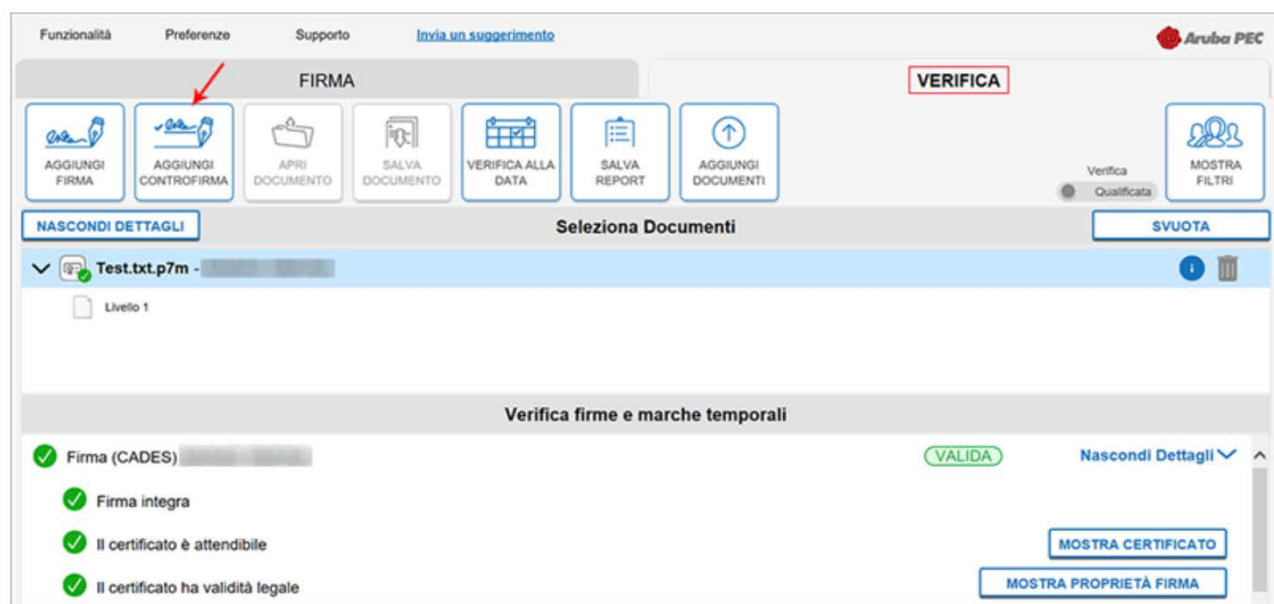 Funzionalità Preferenze Supporto Invia un suggerimento
Aruba PEC
FIRMA VERIFICA
AGGIUNGI FIRMA
AGGIUNGI CONTROFIRMA
APRI DOCUMENTO
SALVA DOCUMENTO
VERIFICA ALLA DATA
SALVA REPORT
AGGIUNGI DOCUMENTI
Verifica
Qualificata
MOSTRA FILTRI
NASCONDI DETTAGLI Seleziona Documenti SVUOTA
Test.txt.p7m -
Livello 1
Verifica firme e marche temporali
Firma (CADES) VALIDA Nascondi Dettagli
Firma integra
Il certificato è attendibile MOSTRA CERTIFICATO
Il certificato ha validità legale MOSTRA PROPRIETÀ FIRMA